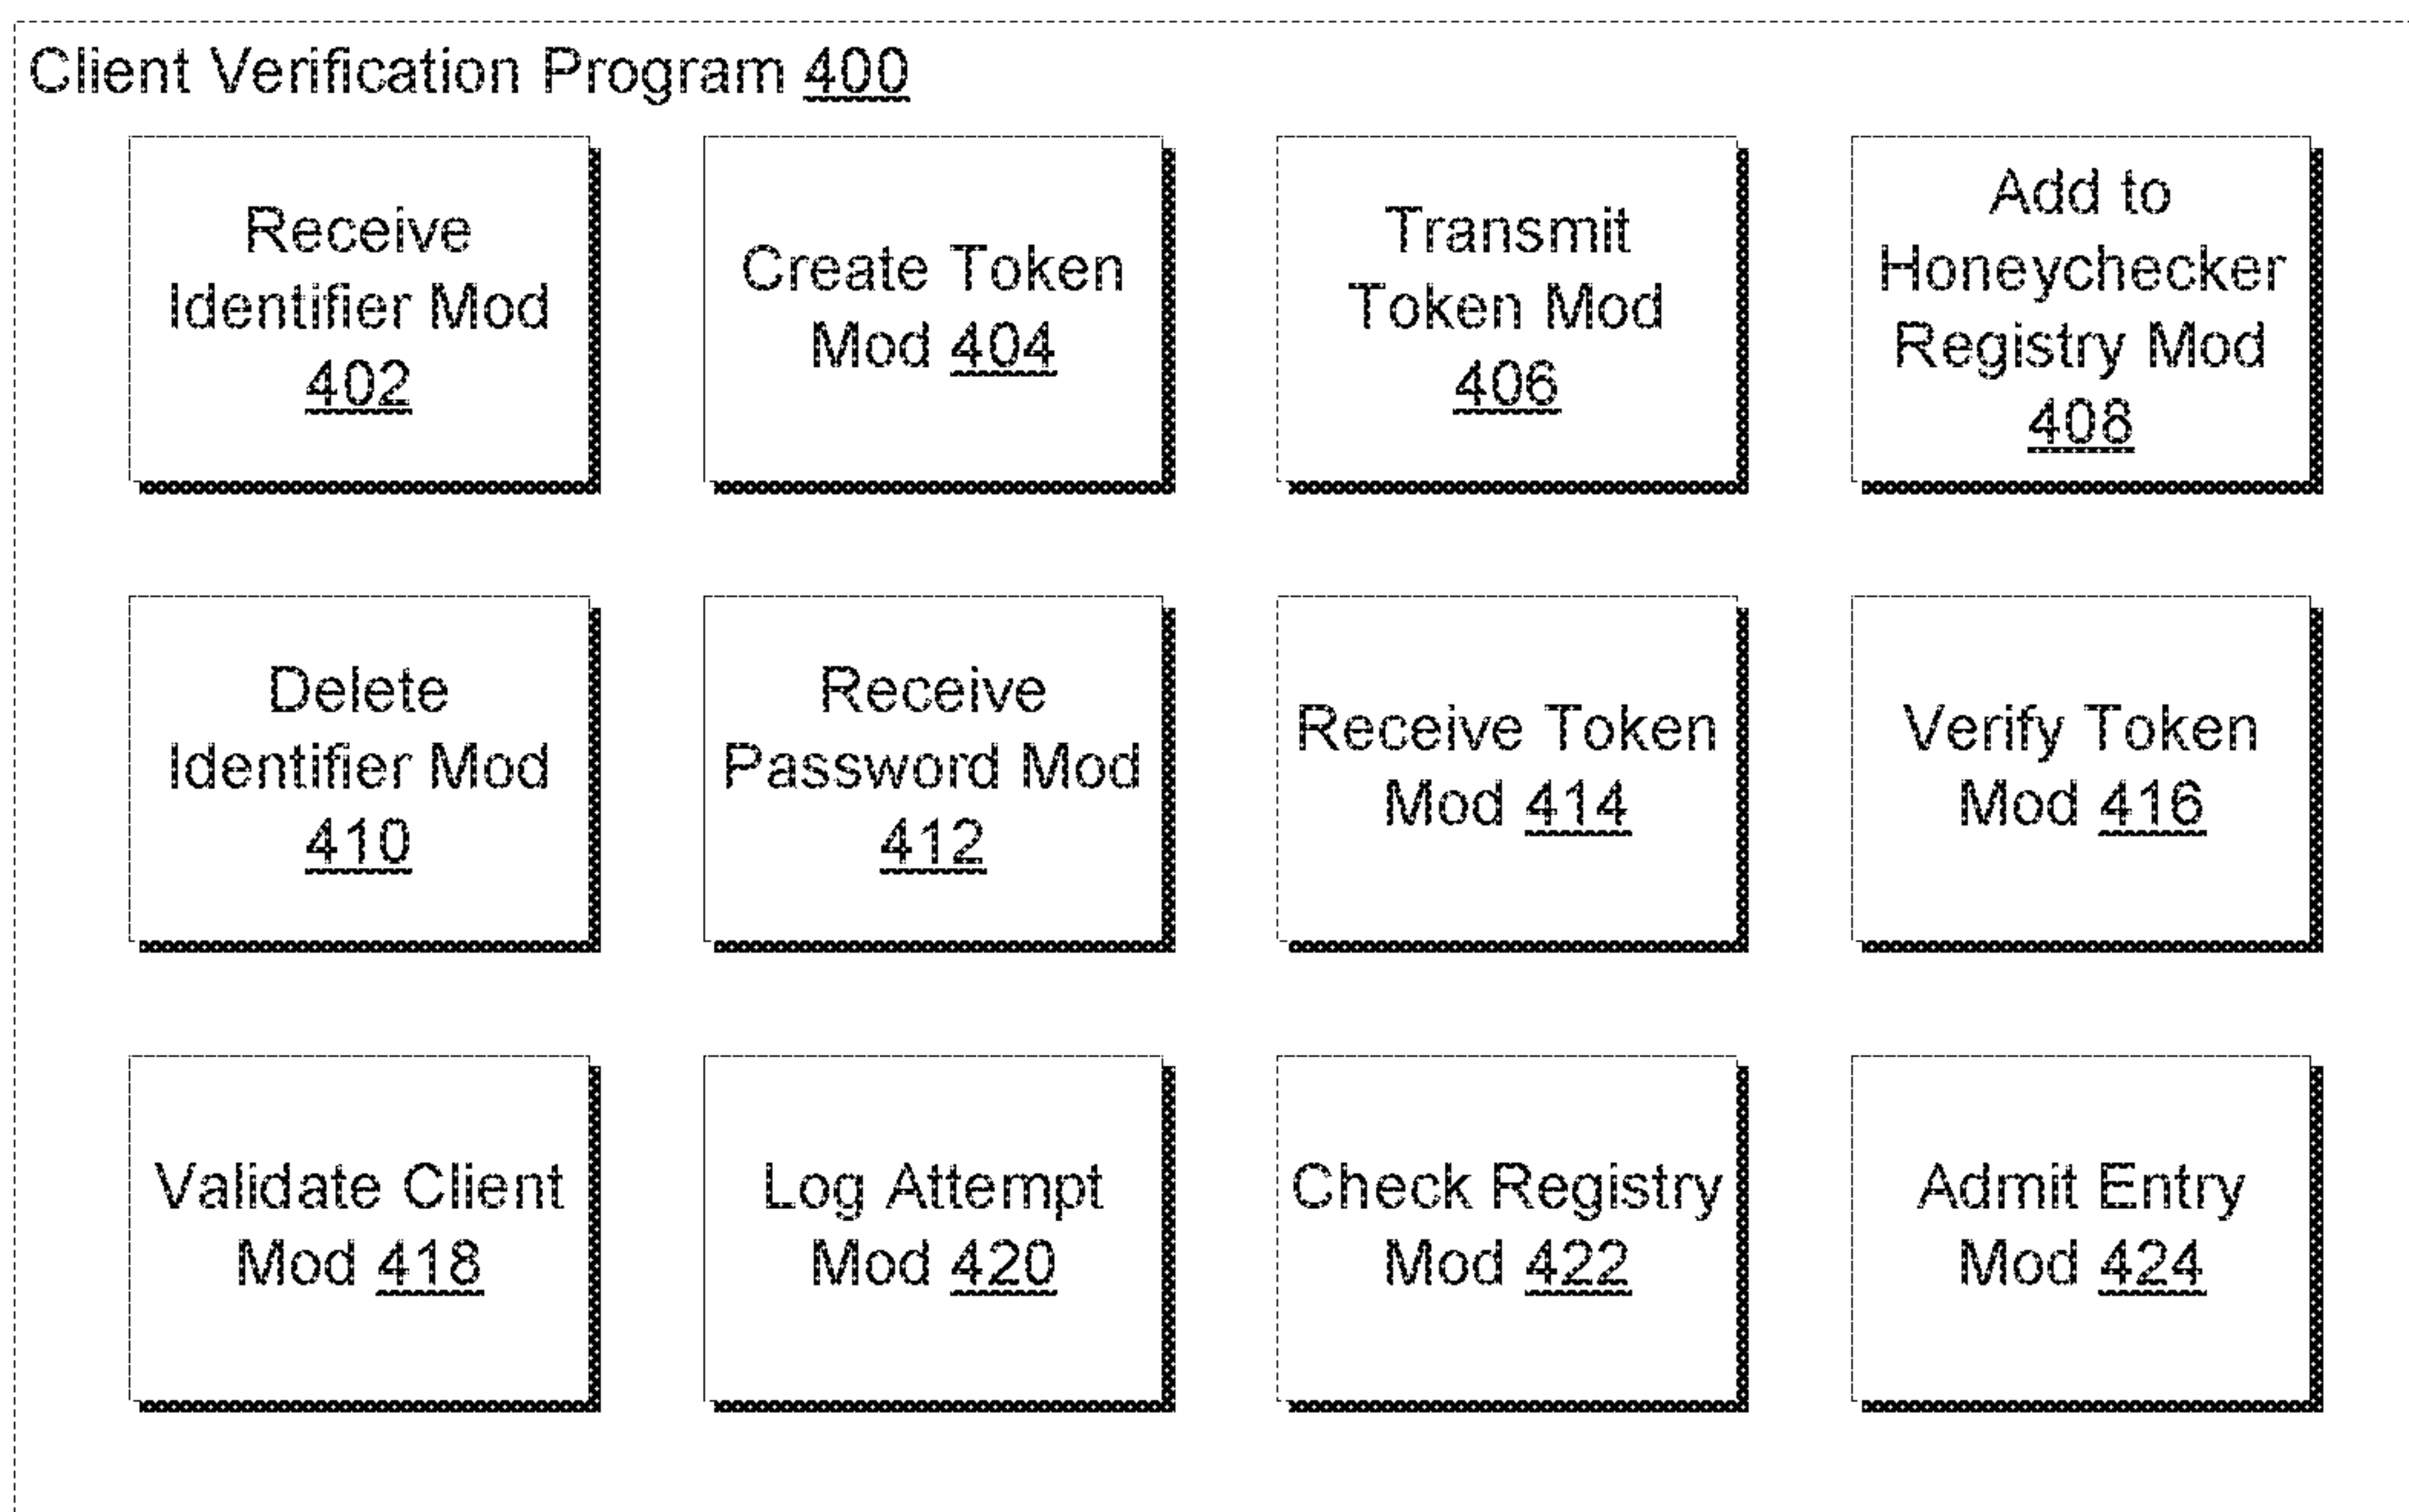 Client Verification Program 400
Receive
Identifier Mod
402
Create Token
Mod 404
Transmit
Token Mod
406
Add to
Honeychecker
Registry Mod
408
Delete
Identifier Mod
410
Receive
Password Mod
412
Receive Token
Mod 414
Verify Token
Mod 416
Validate Client
Mod 418
Log Attempt
Mod 420
Check Registry
Mod 422
Admit Entry
Mod 424